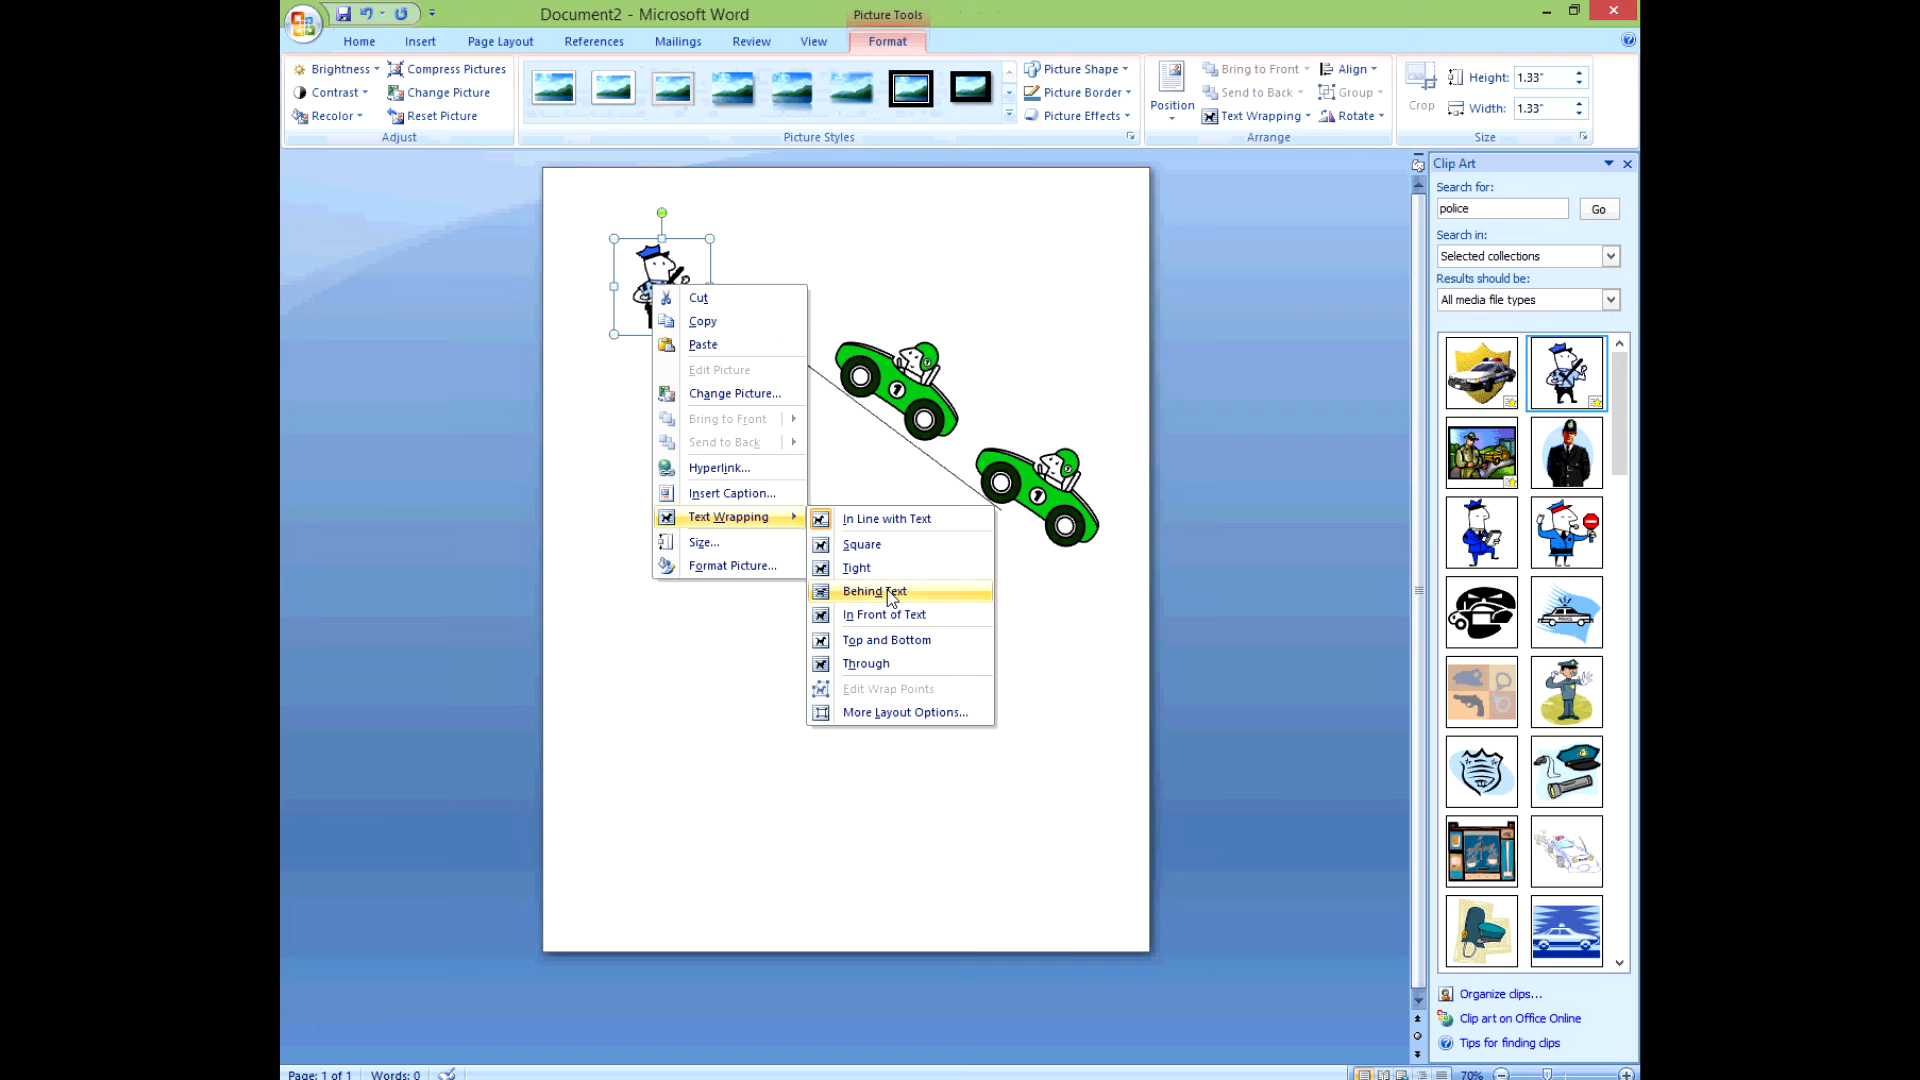 Document2 - Microsoft Word
Picture Tools
Home Insert Page Layout References Mailings Review View Format
Brightness Compress Pictures
Contrast Change Picture
Recolor Reset Picture
Adjust
Picture Shape
Picture Border
Picture Effects
Picture Styles
Position
Bring to Front Align
Send to Back Group
Text Wrapping Rotate
Arrange
Crop
Height: 1.33"
Width: 1.33"
Size
Clip Art
Search for:
police Go
Search in:
Selected collections
Results should be:
All media file types
Cut
Copy
Paste
Edit Picture
Change Picture...
Bring to Front
Send to Back
Hyperlink...
Insert Caption...
Text Wrapping
Size...
Format Picture...
In Line with Text
Square
Tight
Behind Text
In Front of Text
Top and Bottom
Through
Edit Wrap Points
More Layout Options...
1
1
Organize clips...
Clip art on Office Online
Tips for finding clips
Page: 1 of 1 Words: 0 70%